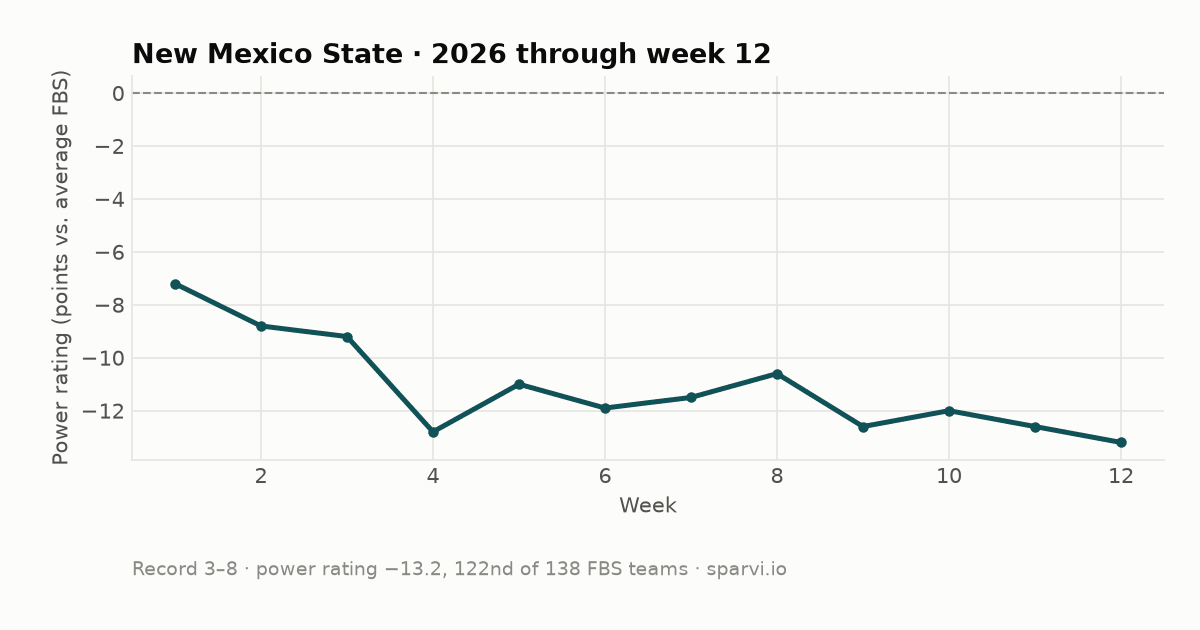 New Mexico State · 2026 through week 12
Power rating (points vs. average FBS)
0
−2
−4
−6
−8
−10
−12
2 4 6 8 10 12
Week
Record 3–8 · power rating −13.2, 122nd of 138 FBS teams · sparvi.io